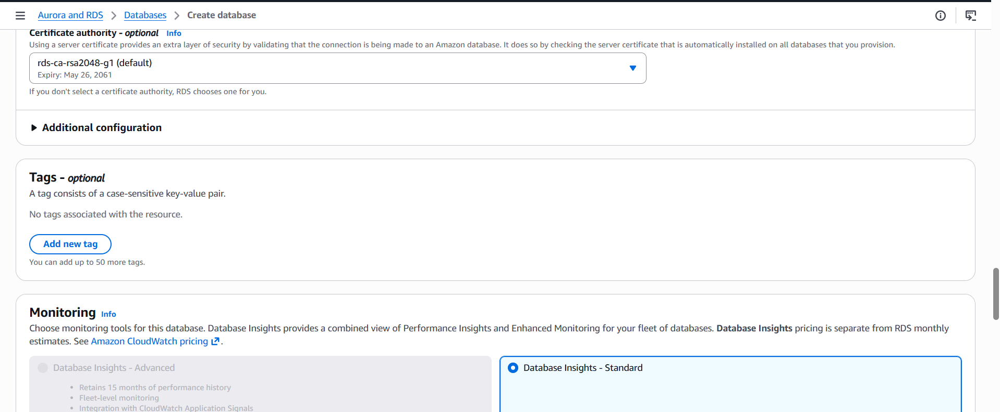 Aurora and RDS > Databases > Create database
Certificate authority - optional Info
Using a server certificate provides an extra layer of security by validating that the connection is being made to an Amazon database. It does so by checking the server certificate that is automatically installed on all databases that you provision.
rds-ca-rsa2048-g1 (default)
Expiry: May 26, 2061
If you don't select a certificate authority, RDS chooses one for you.
Additional configuration
Tags - optional
A tag consists of a case-sensitive key-value pair.
No tags associated with the resource.
Add new tag
You can add up to 50 more tags.
Monitoring Info
Choose monitoring tools for this database. Database Insights provides a combined view of Performance Insights and Enhanced Monitoring for your fleet of databases. Database Insights pricing is separate from RDS monthly
estimates. See Amazon CloudWatch pricing .
Database Insights - Advanced
• Retains 15 months of performance history
• Fleet-level monitoring
• Integration with CloudWatch Application Signals
Database Insights - Standard